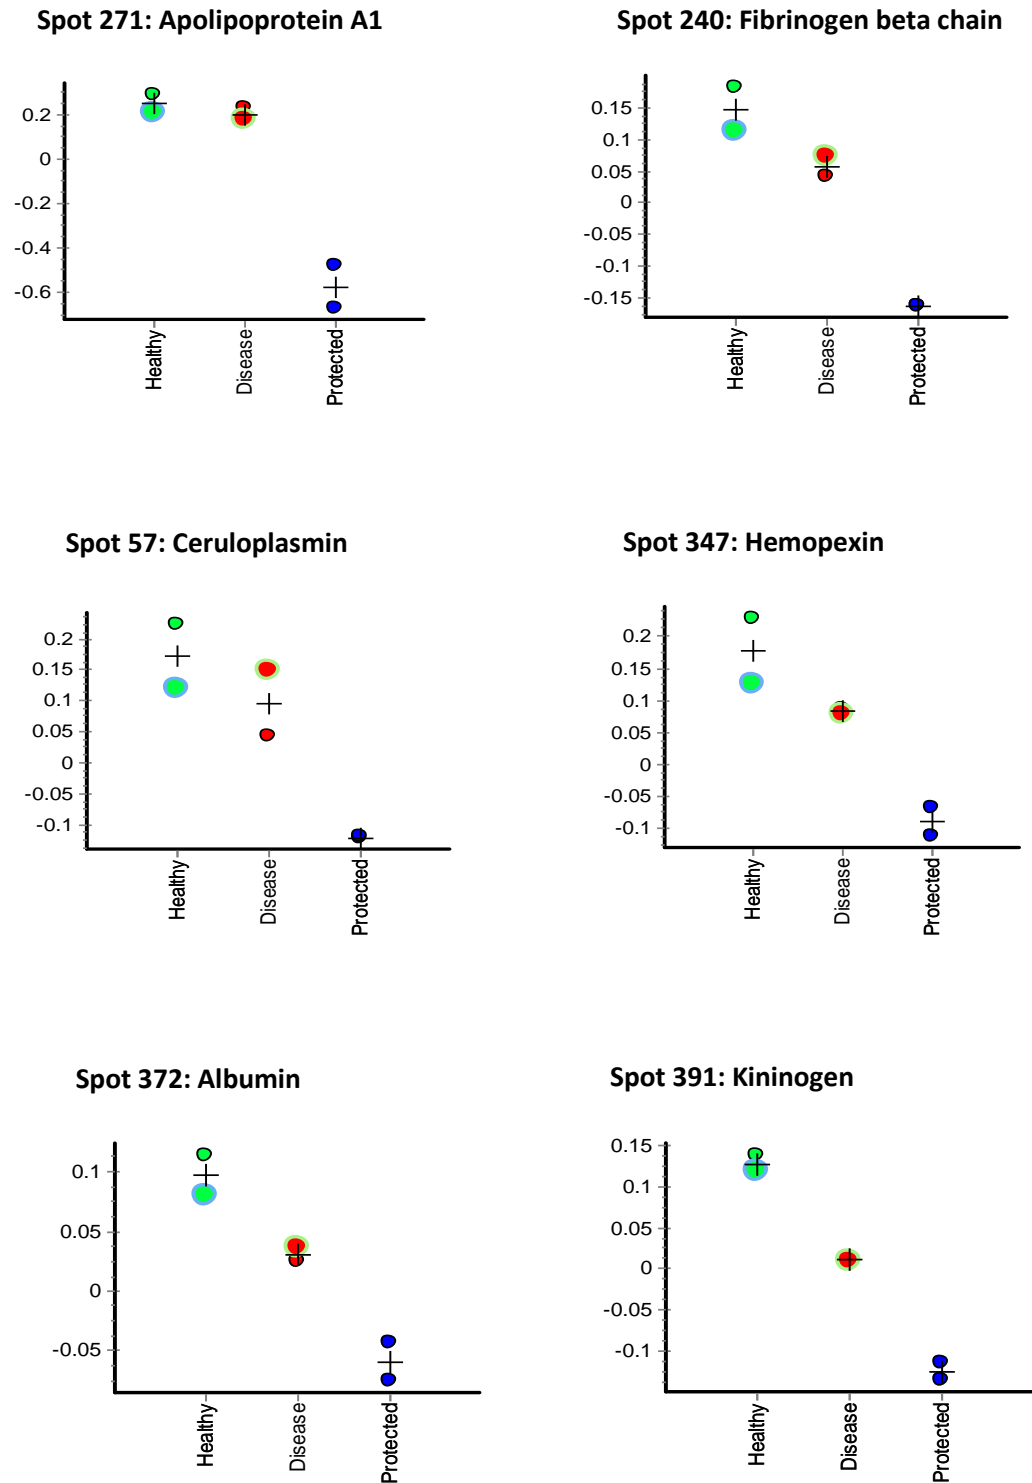 Spot 271: Apolipoprotein A1
0.2
0
-0.2
-0.4
-0.6
Healthy
Disease
Protected
Spot 240: Fibrinogen beta chain
0.15
0.1
0.05
0
-0.05
-0.1
-0.15
Healthy
Disease
Protected
Spot 57: Ceruloplasmin
0.2
0.15
0.1
0.05
0
-0.05
-0.1
Healthy
Disease
Protected
Spot 347: Hemopexin
0.2
0.15
0.1
0.05
0
-0.05
-0.1
Healthy
Disease
Protected
Spot 372: Albumin
0.1
0.05
0
-0.05
Healthy
Disease
Protected
Spot 391: Kininogen
0.15
0.1
0.05
0
-0.05
-0.1
Healthy
Disease
Protected